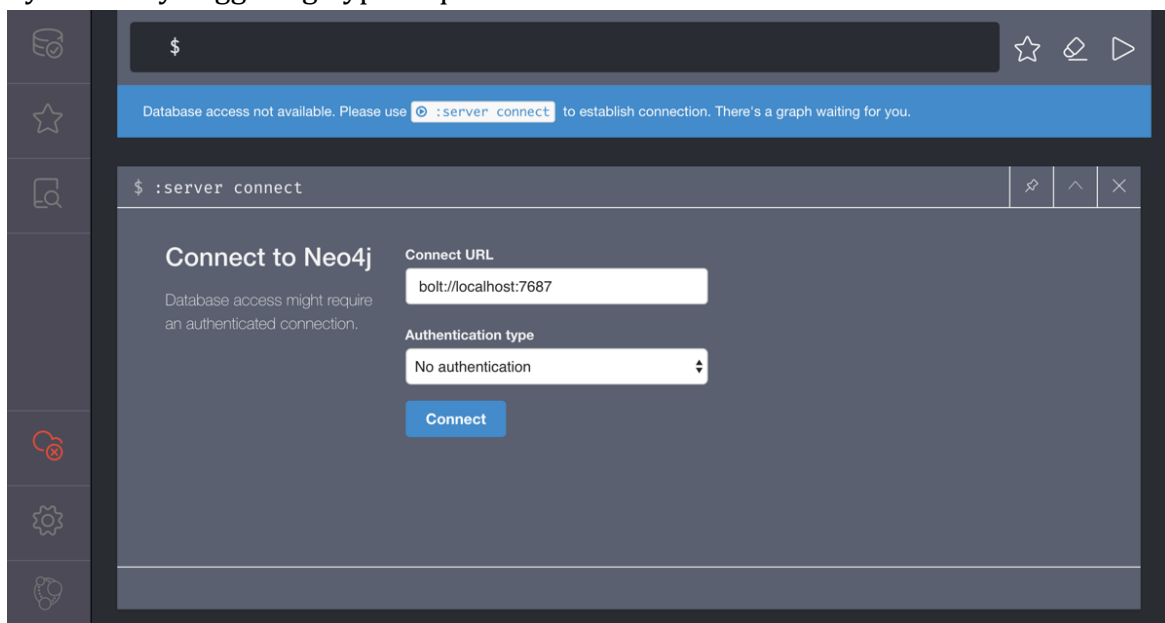 $
Database access not available. Please use :server connect to establish connection. There's a graph waiting for you.
$ :server connect
Connect to Neo4j
Database access might require
an authenticated connection.
Connect URL
bolt://localhost:7687
Authentication type
No authentication
Connect